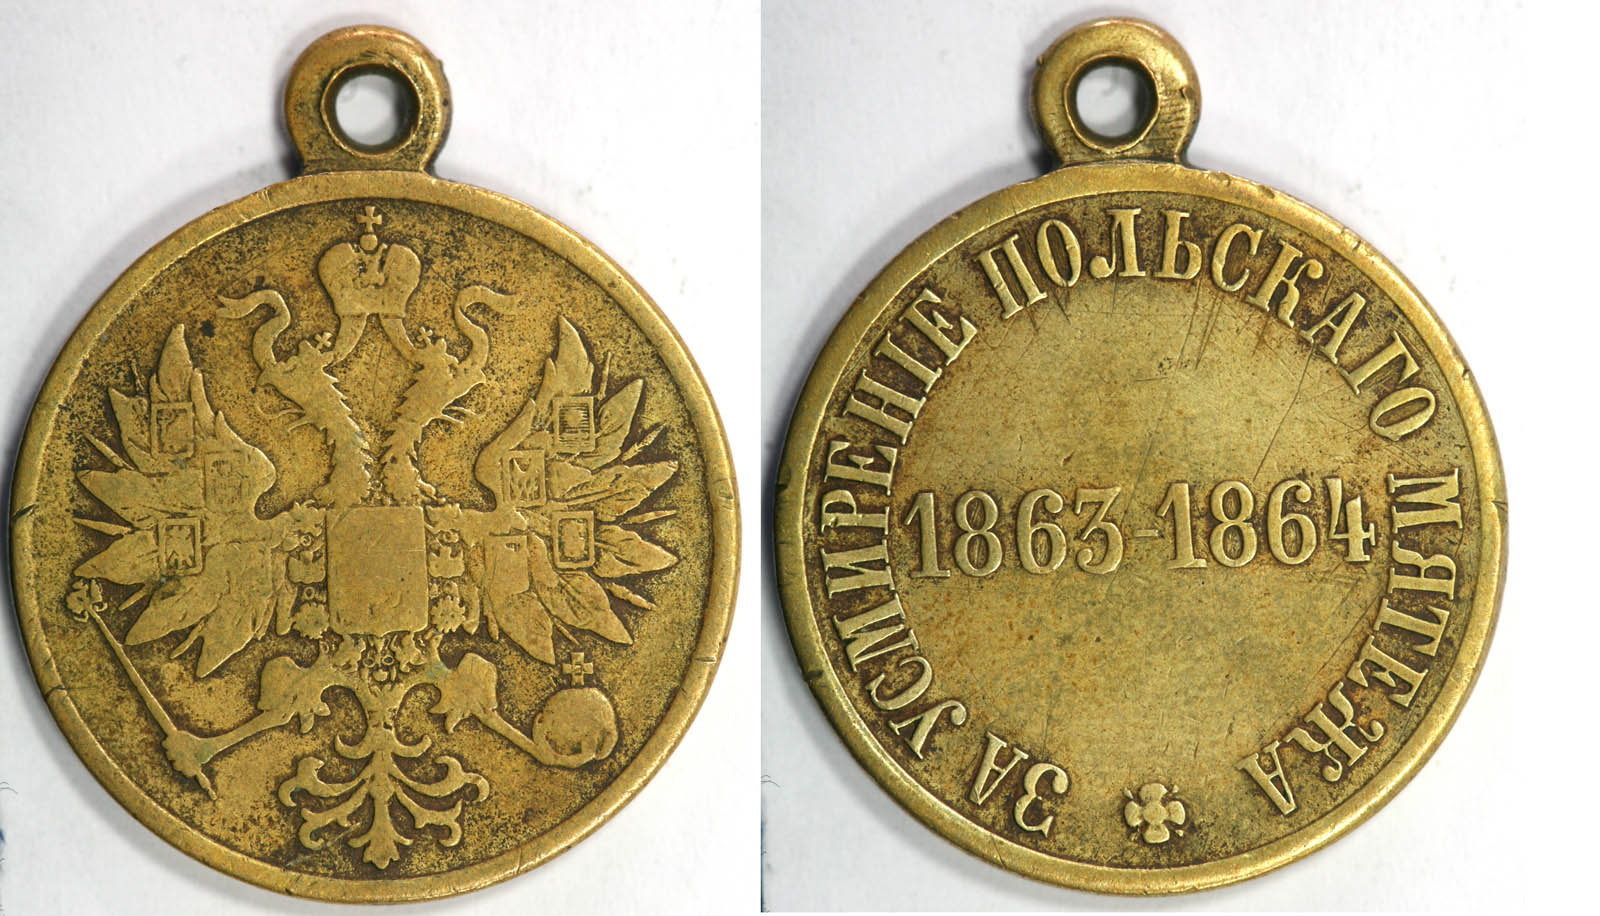 ЗА УСМИРЕНІЕ ПОЛЬСКАГО МЯТЕЖА
1863-1864